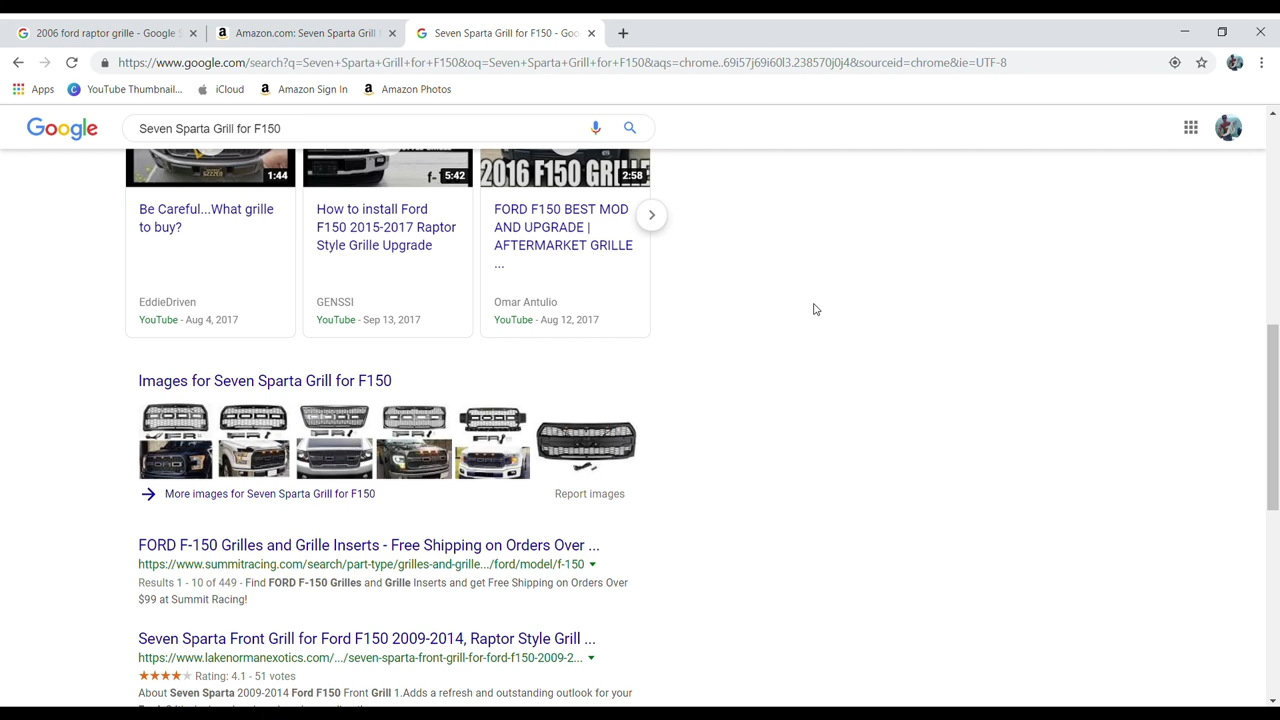 2006 ford raptor grille - Google S
Amazon.com: Seven Sparta Grill
Seven Sparta Grill for F150 - Goo
https://www.google.com/search?q=Seven+Sparta+Grill+for+F150&oq=Seven+Sparta+Grill+for+F150&aqs=chrome..69i57j69i60l3.238570j0j4&sourceid=chrome&ie=UTF-8
Apps
YouTube Thumbnail...
iCloud
Amazon Sign In
Amazon Photos
Google
Seven Sparta Grill for F150
1:44
f-1
5:42
2016 F150 GRILLE
2:58
Be Careful...What grille
to buy?
EddieDriven
YouTube - Aug 4, 2017
How to install Ford
F150 2015-2017 Raptor
Style Grille Upgrade
GENSSI
YouTube - Sep 13, 2017
FORD F150 BEST MOD
AND UPGRADE |
AFTERMARKET GRILLE
...
Omar Antulio
YouTube - Aug 12, 2017
Images for Seven Sparta Grill for F150
More images for Seven Sparta Grill for F150
Report images
FORD F-150 Grilles and Grille Inserts - Free Shipping on Orders Over ...
https://www.summitracing.com/search/part-type/grilles-and-grille.../ford/model/f-150
Results 1 - 10 of 449 - Find FORD F-150 Grilles and Grille Inserts and get Free Shipping on Orders Over
$99 at Summit Racing!
Seven Sparta Front Grill for Ford F150 2009-2014, Raptor Style Grill ...
https://www.lakenormanexotics.com/.../seven-sparta-front-grill-for-ford-f150-2009-2...
Rating: 4.1 - 51 votes
About Seven Sparta 2009-2014 Ford F150 Front Grill 1.Adds a refresh and outstanding outlook for your